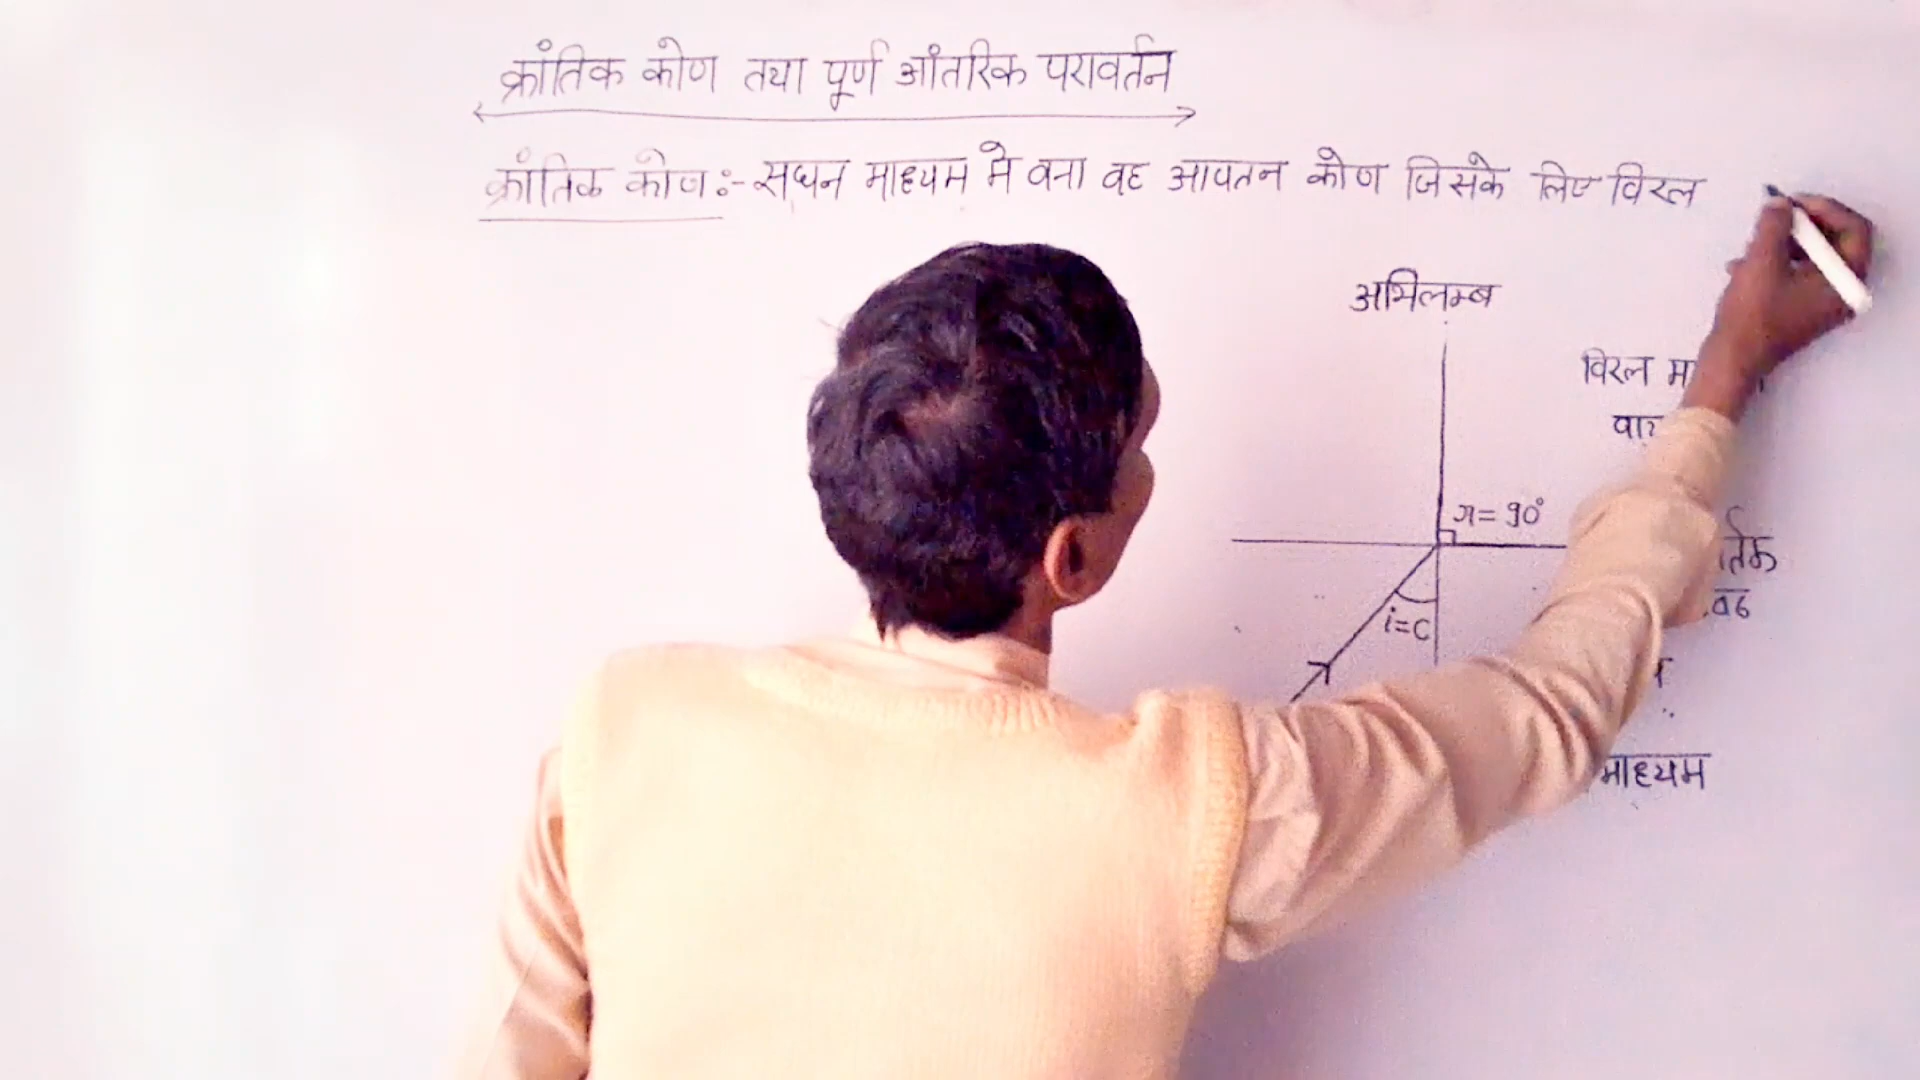 क्रांतिक कोण तथा पूर्ण आंतरिक परावर्तन
क्रांतिक कोण :- सघन माध्यम में बना वह आपतन कोण जिसके लिए विरल
अभिलम्ब
विरल
r = 90°
i = C
माध्यम